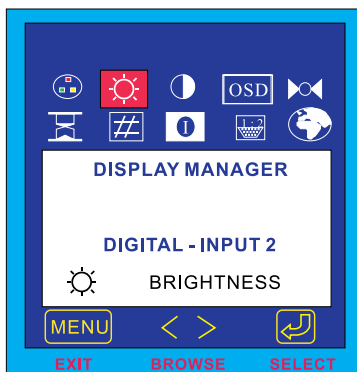 OSD
I 1:2
DISPLAY MANAGER
DIGITAL - INPUT 2
BRIGHTNESS
MENU < >
EXIT BROWSE SELECT